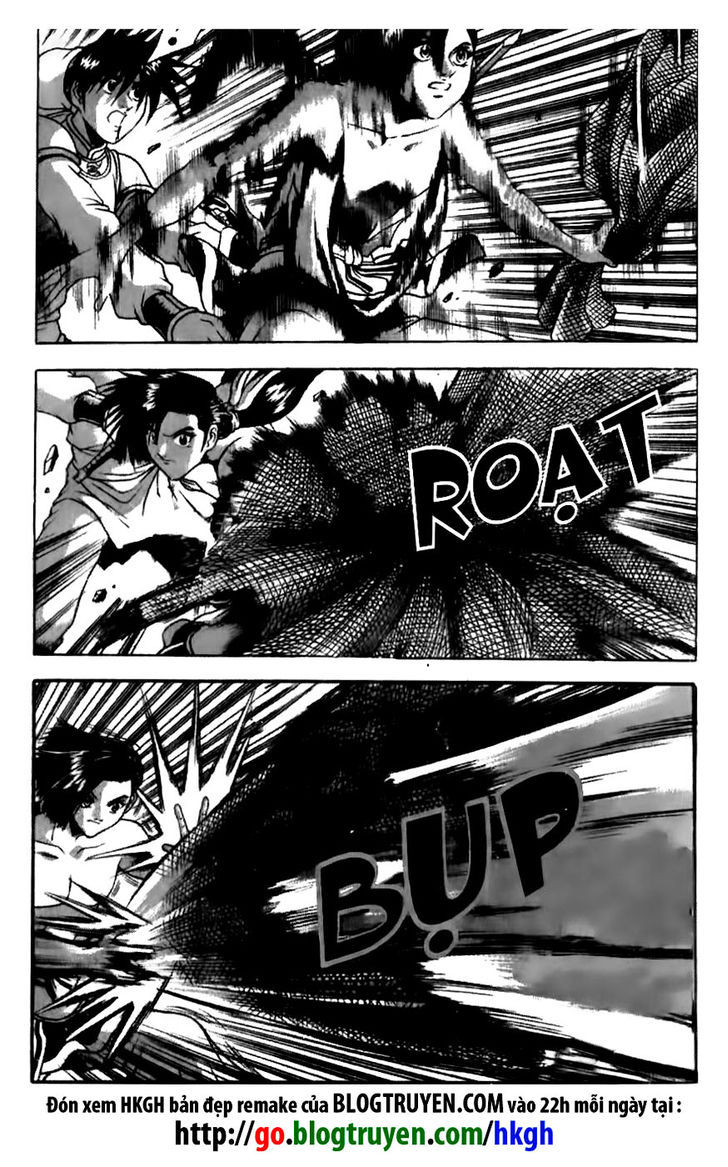 ROẠT
BỤP
Đón xem HKGH bản đẹp remake của BLOGTRUYEN.COM vào 22h mỗi ngày tại :
http://go.blogtruyen.com/hkgh